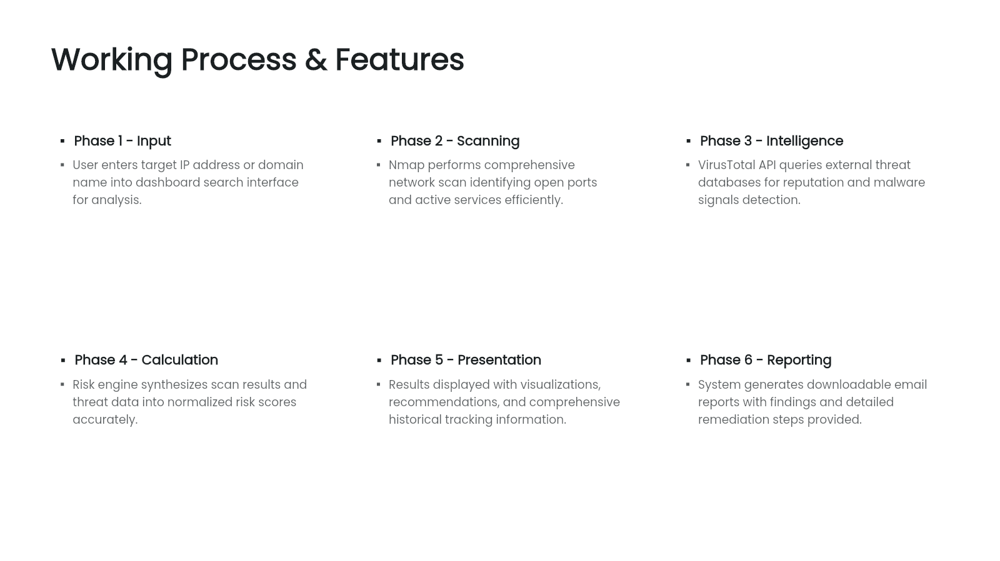 Working Process & Features
▪ Phase 1 - Input
▪ User enters target IP address or domain
name into dashboard search interface
for analysis.
▪ Phase 2 - Scanning
▪ Nmap performs comprehensive
network scan identifying open ports
and active services efficiently.
▪ Phase 3 - Intelligence
▪ VirusTotal API queries external threat
databases for reputation and malware
signals detection.
▪ Phase 4 - Calculation
▪ Risk engine synthesizes scan results and
threat data into normalized risk scores
accurately.
▪ Phase 5 - Presentation
▪ Results displayed with visualizations,
recommendations, and comprehensive
historical tracking information.
▪ Phase 6 - Reporting
▪ System generates downloadable email
reports with findings and detailed
remediation steps provided.